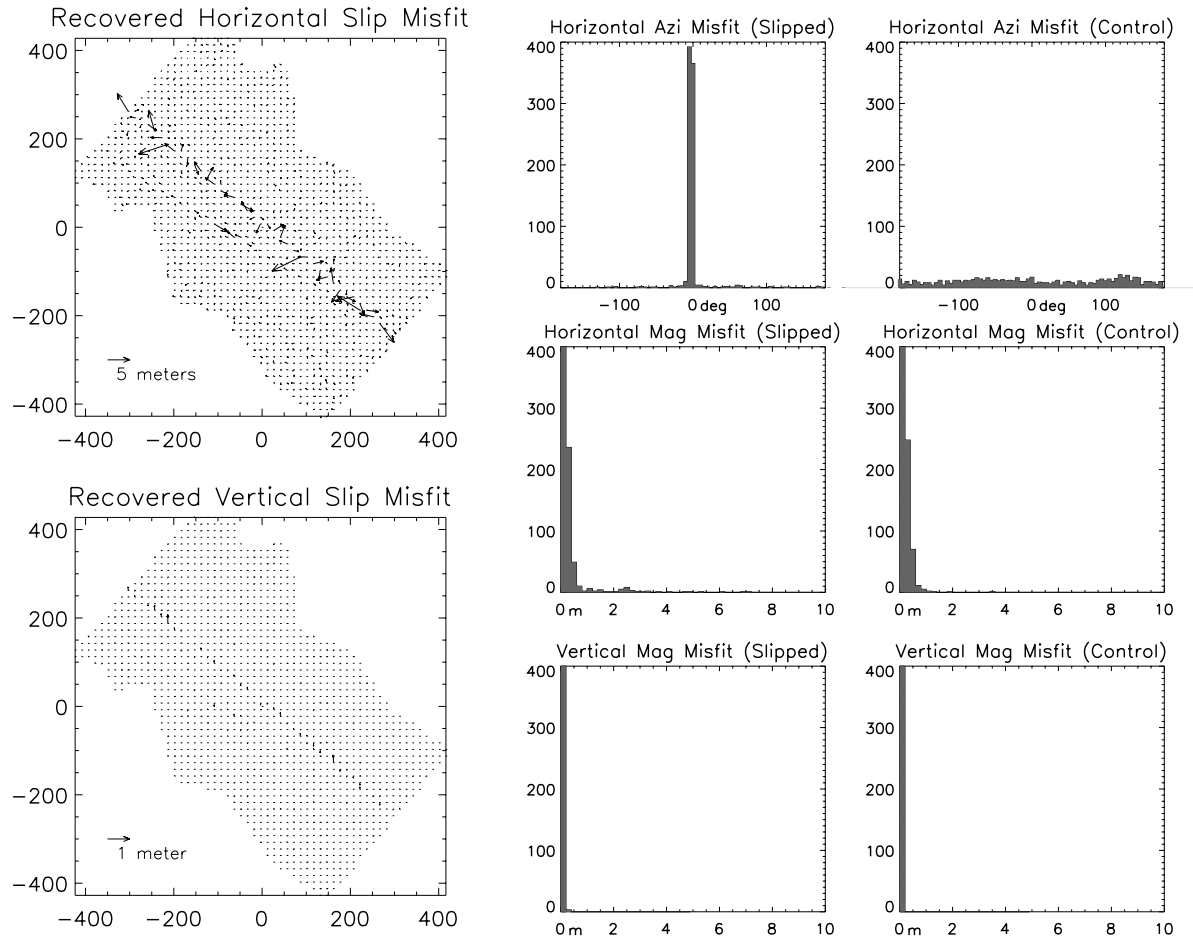 Recovered Horizontal Slip Misfit
400
200
0
−200
−400
5 meters
−400 −200 0 200 400
Recovered Vertical Slip Misfit
400
200
0
−200
−400
1 meter
−400 −200 0 200 400
Horizontal Azi Misfit (Slipped)
400
300
200
100
0
−100 0 deg 100
Horizontal Azi Misfit (Control)
400
300
200
100
0
−100 0 deg 100
Horizontal Mag Misfit (Slipped)
400
300
200
100
0
0 m 2 4 6 8 10
Horizontal Mag Misfit (Control)
400
300
200
100
0
0 m 2 4 6 8 10
Vertical Mag Misfit (Slipped)
400
300
200
100
0
0 m 2 4 6 8 10
Vertical Mag Misfit (Control)
400
300
200
100
0
0 m 2 4 6 8 10